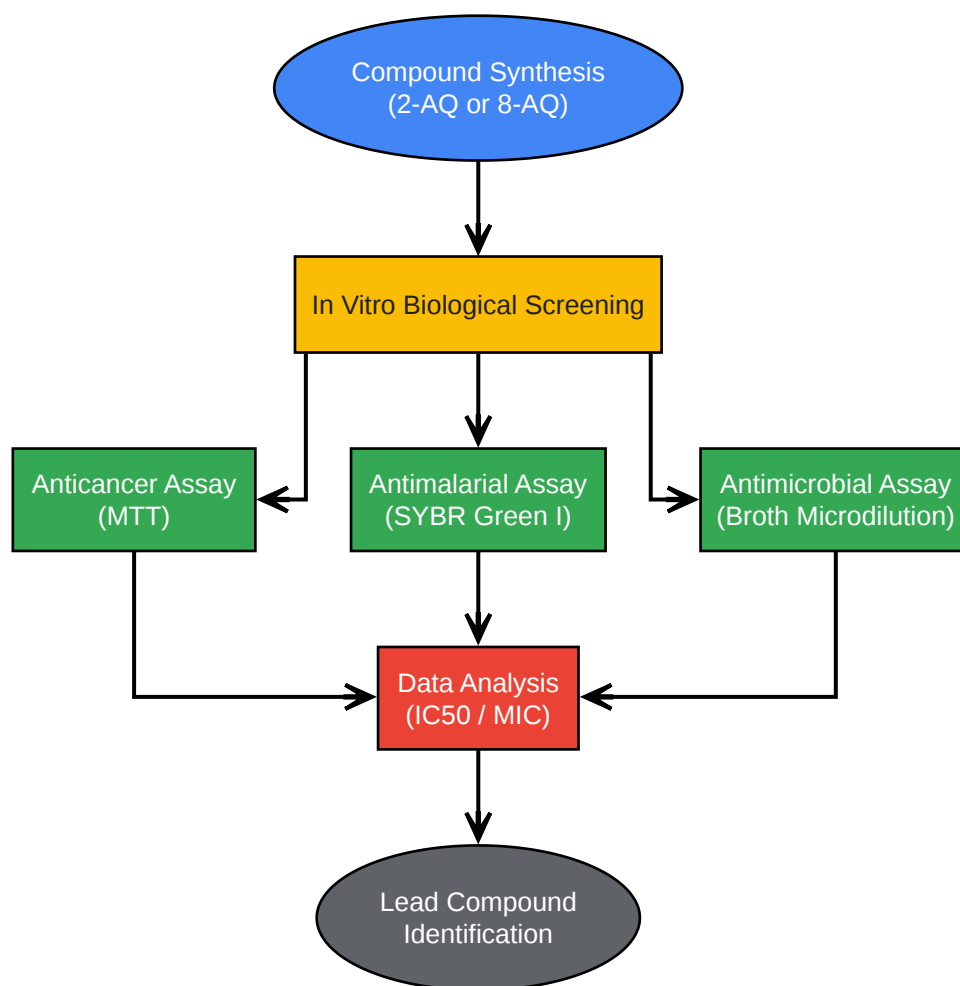 Compound Synthesis
(2-AQ or 8-AQ)
In Vitro Biological Screening
Anticancer Assay
(MTT)
Antimalarial Assay
(SYBR Green I)
Antimicrobial Assay
(Broth Microdilution)
Data Analysis
(IC50 / MIC)
Lead Compound
Identification